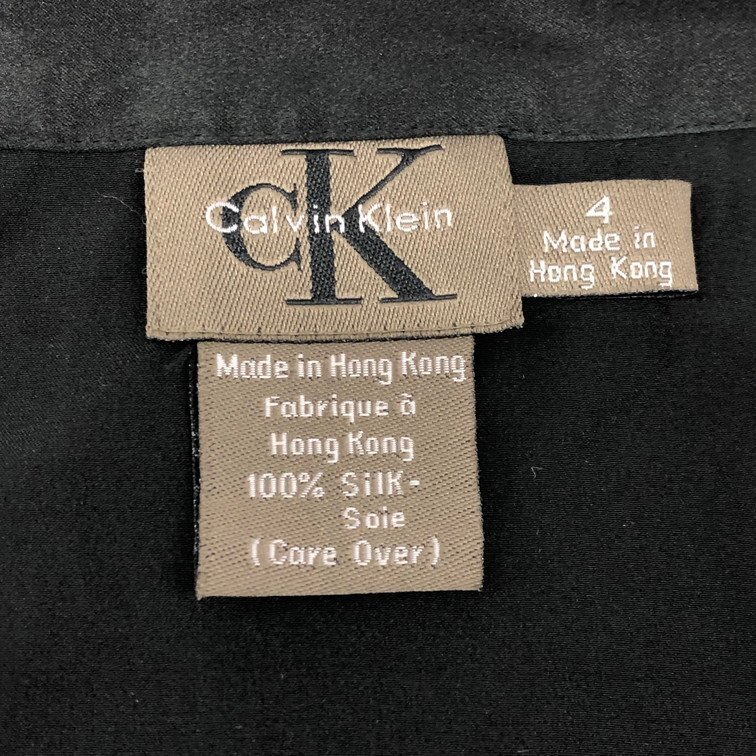 CK
Calvin Klein
4
Made in
Hong Kong
Made in Hong Kong
Fabrique à
Hong Kong
100% Silk-
Soie
(Care Over)